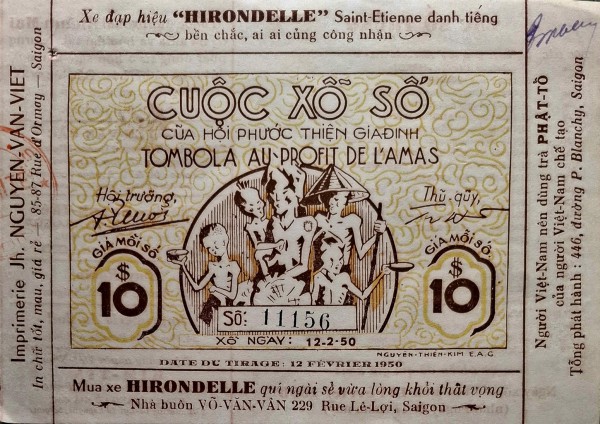 Xe đạp hiệu “HIRONDELLE” Saint-Etienne danh tiếng
bền chắc, ai ai củng công nhận
CUỘC XỔ SỐ
CỦA HỘI PHƯỚC THIỆN GIAĐỊNH
TOMBOLA AU PROFIT DE L'AMAS
Hội trưởng,
Thủ quỹ,
GIÁ MỖI SỐ
$
10
GIÁ MỖI SỐ
$
10
Số: 11156
XỔ NGÀY: 12-2-50
NGUYEN-THIEN-KIM E.A.G.
DATE DU TIRAGE: 12 FÉVRIER 1950
Mua xe HIRONDELLE quí ngài sẻ vừa lòng khỏi thất vọng
Nhà buôn VÕ-VĂN-VÂN 229 Rue Lê-Lợi, Saigon
Imprimerie Jh. NGUYEN-VAN-VIET
In chữ tốt, mau, giá rẻ — 85-87 Rue d'Ormay — Saigon
Người Việt-Nam nên dùng trà PHẬT-TỔ
của người Việt-Nam chế tạo
Tổng phát hành : 446, đường P. Blanchy, Saigon